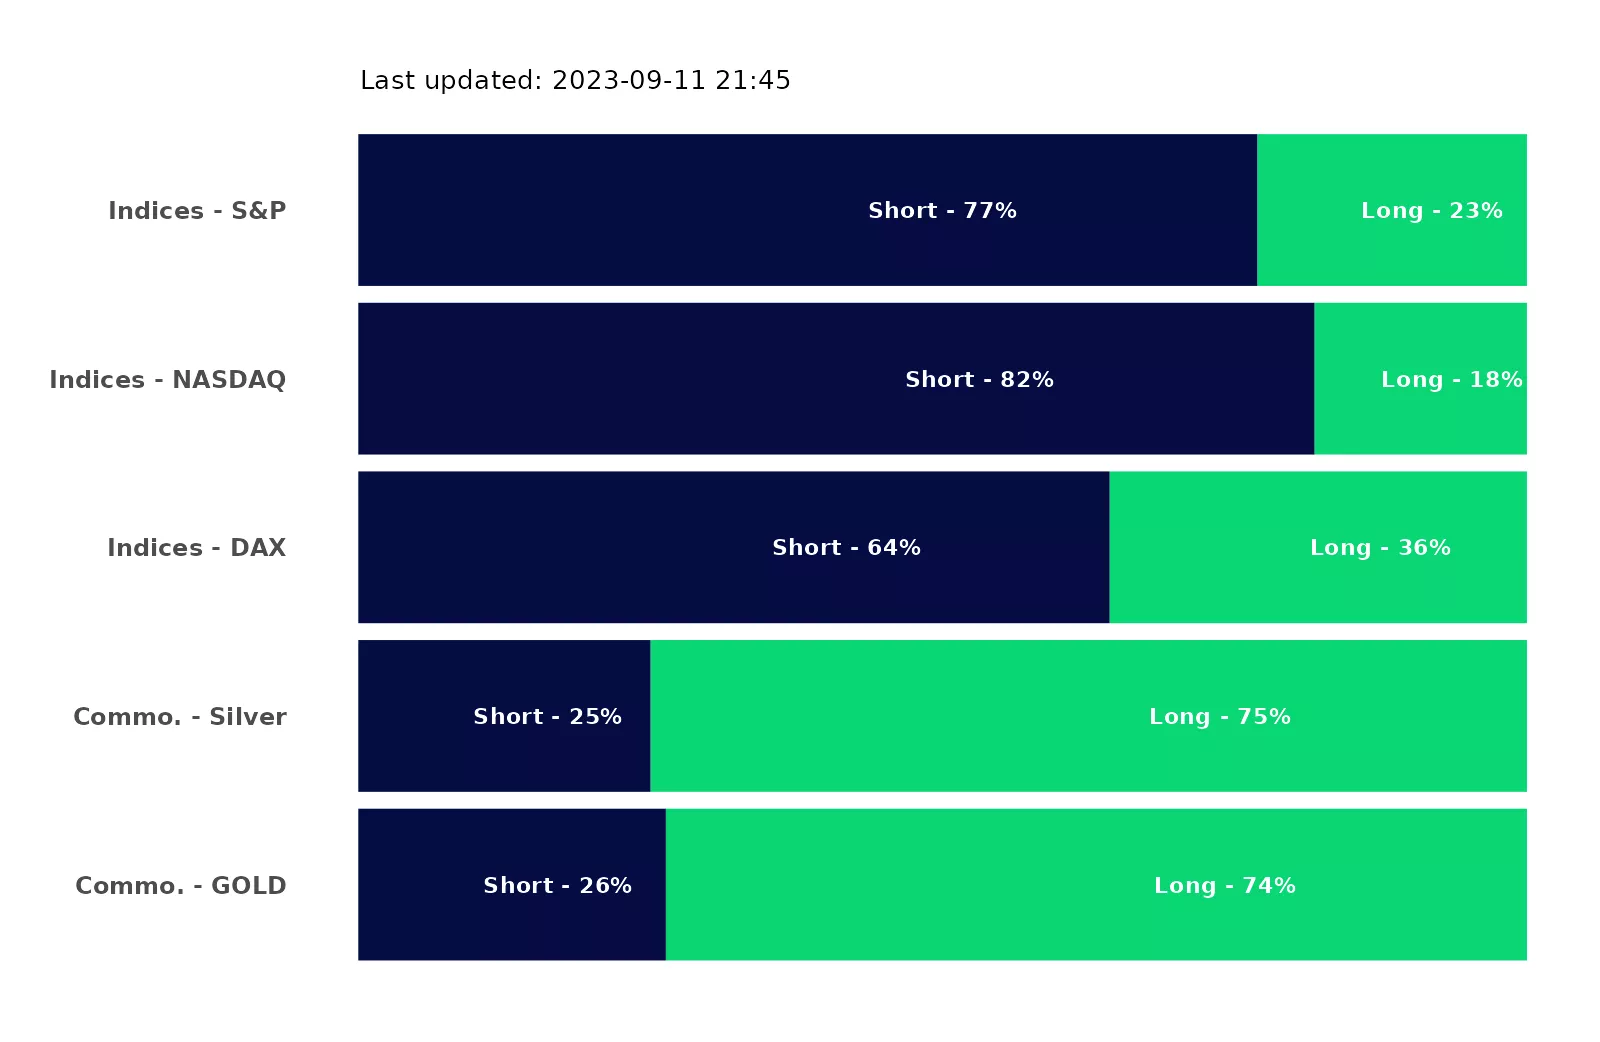 Last updated: 2023-09-11 21:45
Indices - S&P Short - 77% Long - 23%
Indices - NASDAQ Short - 82% Long - 18%
Indices - DAX Short - 64% Long - 36%
Commo. - Silver Short - 25% Long - 75%
Commo. - GOLD Short - 26% Long - 74%